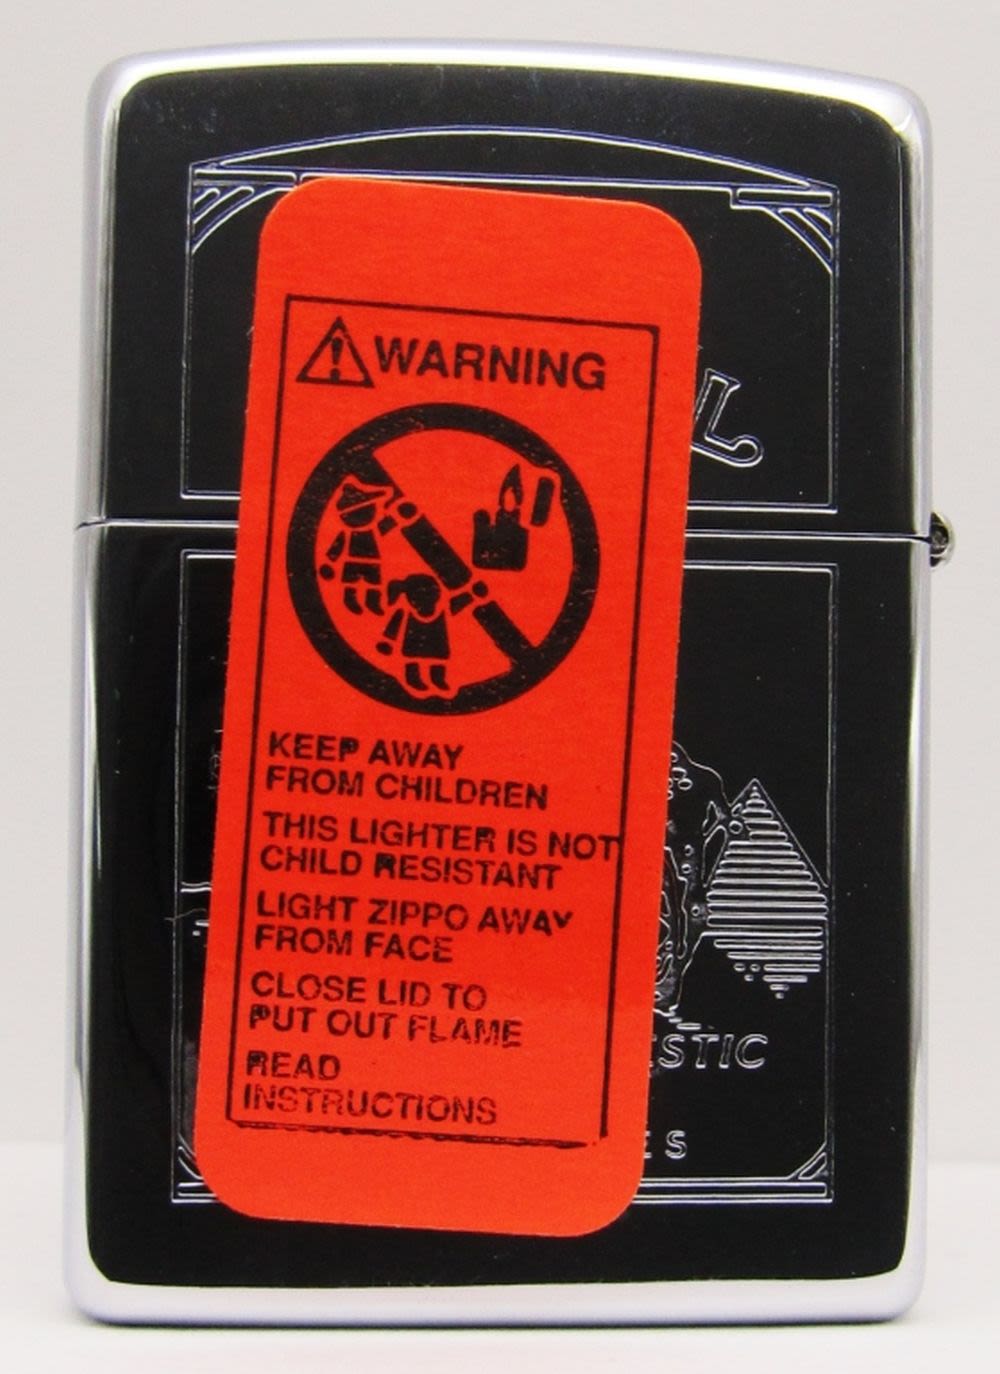 WARNING
KEEP AWAY
FROM CHILDREN
THIS LIGHTER IS NOT
CHILD RESISTANT
LIGHT ZIPPO AWAY
FROM FACE
CLOSE LID TO
PUT OUT FLAME
READ
INSTRUCTIONS